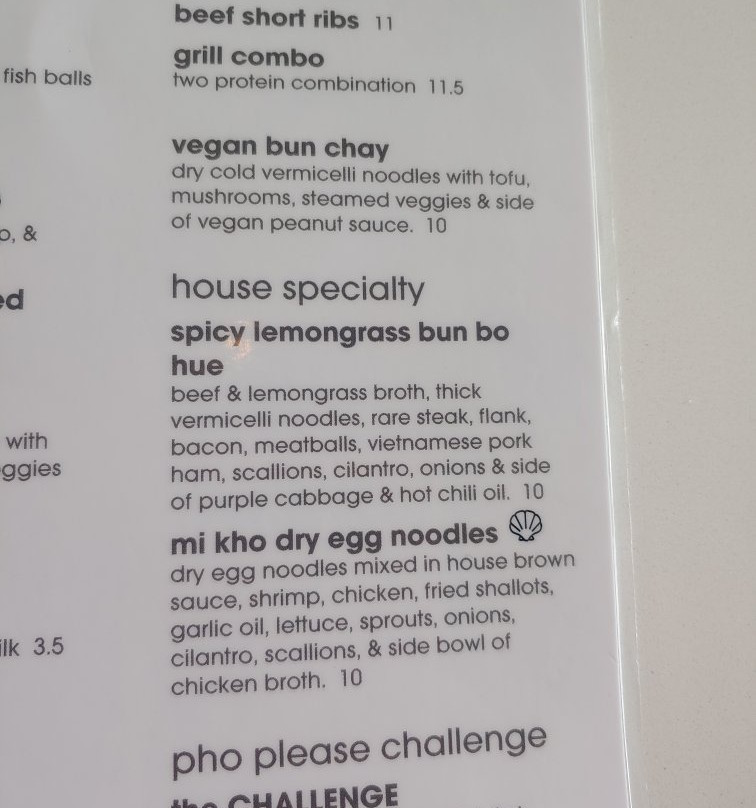 fish balls
o, &
ed
with
eggies
ilk 3.5
beef short ribs 11
grill combo
two protein combination 11.5
vegan bun chay
dry cold vermicelli noodles with tofu,
mushrooms, steamed veggies & side
of vegan peanut sauce. 10
house specialty
spicy lemongrass bun bo
hue
beef & lemongrass broth, thick
vermicelli noodles, rare steak, flank,
bacon, meatballs, vietnamese pork
ham, scallions, cilantro, onions & side
of purple cabbage & hot chili oil. 10
mi kho dry egg noodles
dry egg noodles mixed in house brown
sauce, shrimp, chicken, fried shallots,
garlic oil, lettuce, sprouts, onions,
cilantro, scallions, & side bowl of
chicken broth. 10
pho please challenge
the CHALLENGE